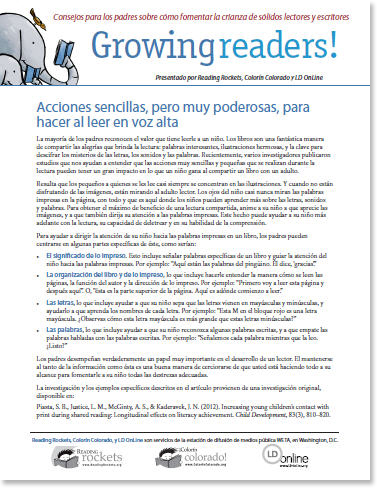 Consejos para los padres sobre cómo fomentar la crianza de sólidos lectores y escritores
Growing readers!
Presentado por Reading Rockets, Colorín Colorado y LD OnLine
Acciones sencillas, pero muy poderosas, para
hacer al leer en voz alta
La mayoría de los padres reconocen el valor que tiene leerle a un niño. Los libros son una fantástica manera
de compartir las alegrías que brinda la lectura: palabras interesantes, ilustraciones hermosas, y la clave para
descifrar los misterios de las letras, los sonidos y las palabras. Recientemente, varios investigadores publicaron
estudios que nos ayudan a entender que las acciones muy sencillas y pequeñas que se realizan durante la
lectura pueden tener un gran impacto en lo que un niño gana al compartir un libro con un adulto.
Resulta que los pequeños a quienes se les lee casi siempre se concentran en las ilustraciones. Y cuando no están
disfrutando de las imágenes, están mirando al adulto lector. Los ojos del niño casi nunca miran las palabras
impresas en la página, con todo y que es aquí donde los niños pueden aprender más sobre las letras, sonidos
y palabras. Para obtener el máximo de beneficio de una lectura compartida, anime a su niño a que aprecie las
imágenes, y a que también dirija su atención a las palabras impresas. Este hecho puede ayudar a su niño más
adelante con la lectura, su capacidad de deletrear y en su habilidad de la comprensión.
Para ayudar a dirigir la atención de su niño hacia las palabras impresas en un libro, los padres pueden
centrarse en algunas partes específicas de éste, como serían:
• El significado de lo impreso. Esto incluye señalar palabras específicas de un libro y guiar la atención del
niño hacia las palabras impresas. Por ejemplo: "Aquí están las palabras del pingüino. Él dice, 'gracias'."
• La organización del libro y de lo impreso, lo que incluye hacerle entender la manera cómo se leen las
páginas, la función del autor y la dirección de lo impreso. Por ejemplo: "Primero voy a leer esta página y
después aquí". O, "Ésta es la parte superior de la página. Aquí es adónde comienzo a leer."
• Las letras, lo que incluye ayudar a que su niño sepa que las letras vienen en mayúsculas y minúsculas, y
ayudarlo a que aprenda los nombres de cada letra. Por ejemplo: "Esta M en el bloque rojo es una letra
mayúscula. ¿Observas cómo esta letra mayúscula es más grande que estas letras minúsculas?"
• Las palabras, lo que incluye ayudar a que su niño reconozca algunas palabras escritas, y a que empate las
palabras habladas con las palabras escritas. Por ejemplo: "Señalemos cada palabra mientras que la leo.
¿Listo?"
Los padres desempeñan verdaderamente un papel muy importante en el desarrollo de un lector. El mantenerse
al tanto de la información como ésta es una buena manera de cerciorarse de que usted está haciendo todo a su
alcance para fomentarle a su niño todas las destrezas adecuadas.
La investigación y los ejemplos específicos descritos en el artículo provienen de una investigación original,
disponible en:
Piasta, S. B., Justice, L. M., McGinty, A. S., & Kaderavek, J. N. (2012). Increasing young children's contact with
print during shared reading: Longitudinal effects on literacy achievement. Child Development, 83(3), 810–820.
Reading Rockets, Colorín Colorado, y LD OnLine son servicios de la estación de difusión de medios pública WETA, en Washington, D.C.
Reading rockets
www.readingrockets.org
¡Colorín colorado!
www.ColorinColorado.org
LD online
www.LDonline.org